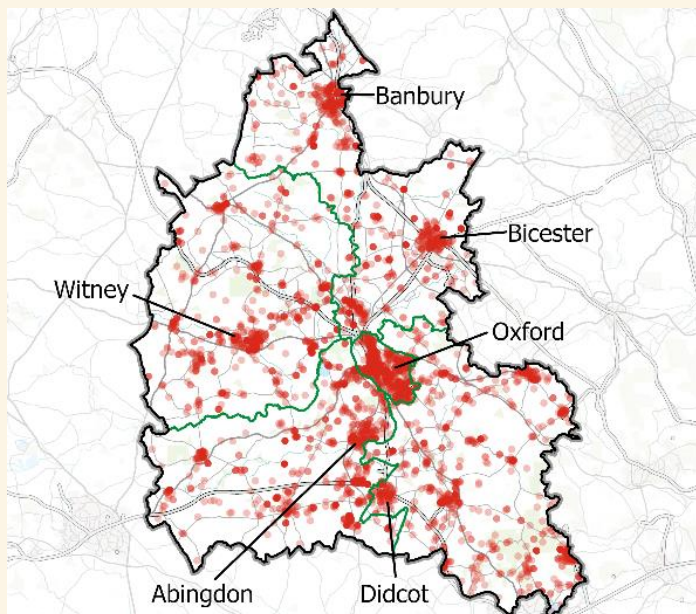 Banbury
Bicester
Witney
Oxford
Abingdon
Didcot